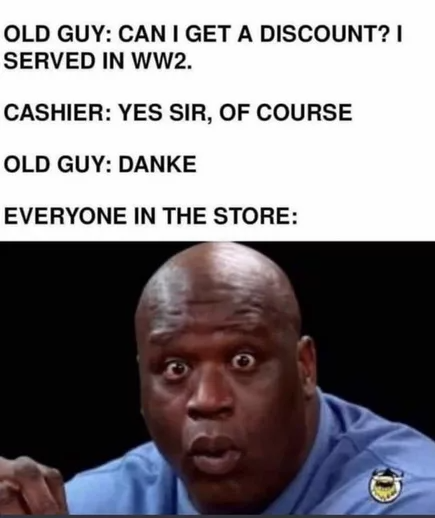 OLD GUY: CAN I GET A DISCOUNT? I
SERVED IN WW2.
CASHIER: YES SIR, OF COURSE
OLD GUY: DANKE
EVERYONE IN THE STORE: